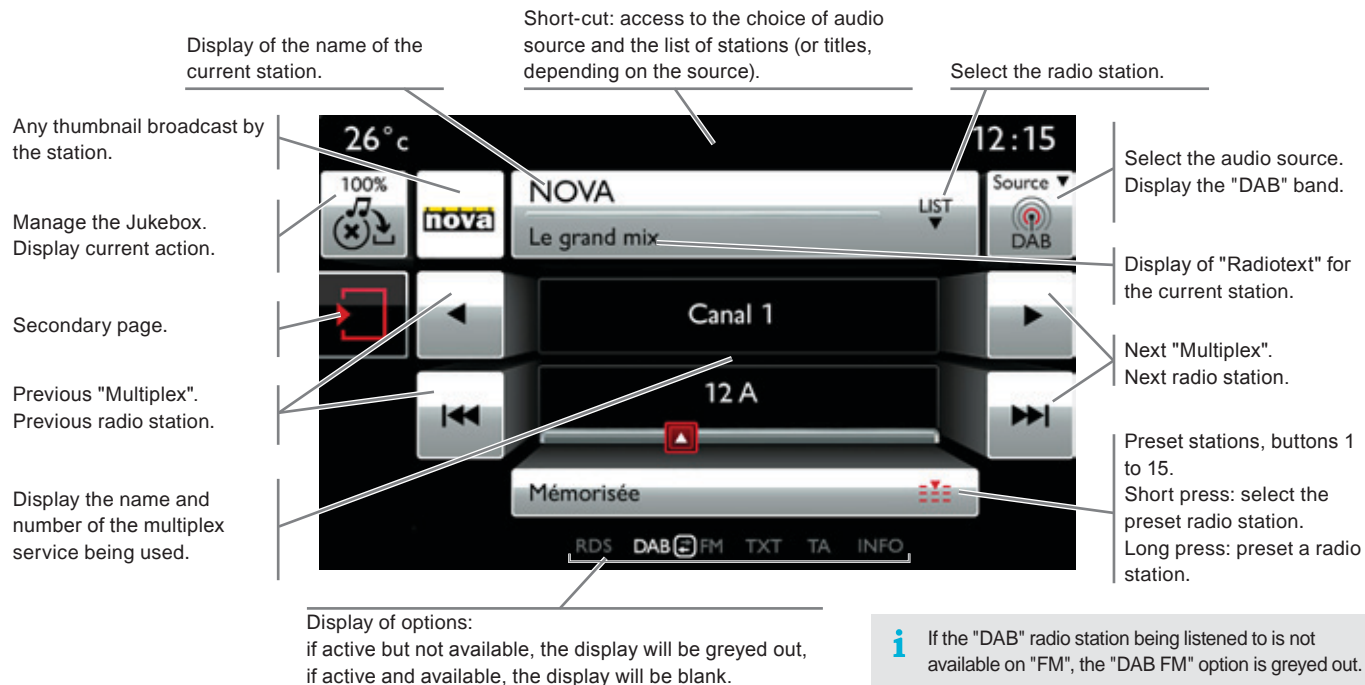 Short-cut: access to the choice of audio
source and the list of stations (or titles,
depending on the source).
Display of the name of the
current station.
Select the radio station.
Any thumbnail broadcast by
the station.
Manage the Jukebox.
Display current action.
Secondary page.
Previous "Multiplex".
Previous radio station.
Display the name and
number of the multiplex
service being used.
26°c
12:15
100%
nova
NOVA
LIST
Le grand mix
Source
DAB
Canal 1
12 A
Mémorisée
RDS DAB FM TXT TA INFO
Select the audio source.
Display the "DAB" band.
Display of "Radiotext" for
the current station.
Next "Multiplex".
Next radio station.
Preset stations, buttons 1
to 15.
Short press: select the
preset radio station.
Long press: preset a radio
station.
Display of options:
if active but not available, the display will be greyed out,
if active and available, the display will be blank.
i
If the "DAB" radio station being listened to is not
available on "FM", the "DAB FM" option is greyed out.